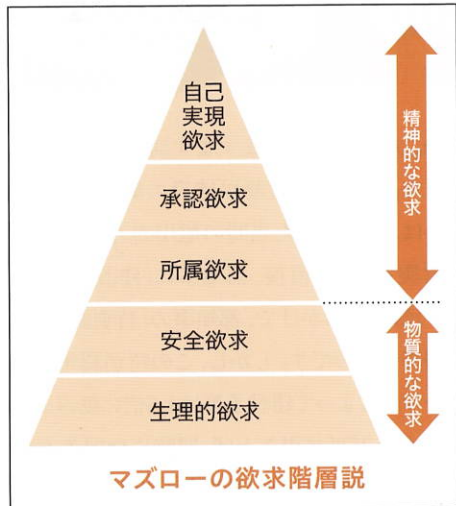 自己
実現
欲求
承認欲求
所属欲求
安全欲求
生理的欲求
精神的な欲求
物質的な欲求
マズローの欲求階層説